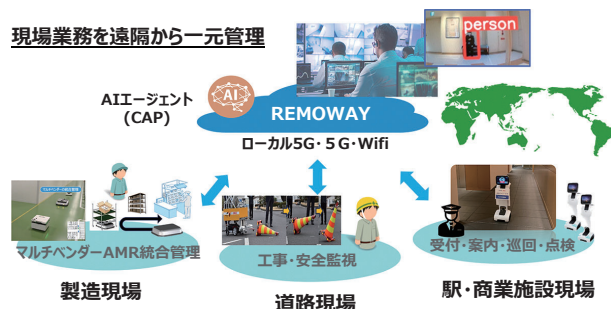 現場業務を遠隔から一元管理
person
AIエージェント
(CAP)
AI
REMOWAY
ローカル5G・５G・Wifi
マルチベンダーAMR統合管理
工事・安全監視
受付・案内・巡回・点検
製造現場
道路現場
駅・商業施設現場